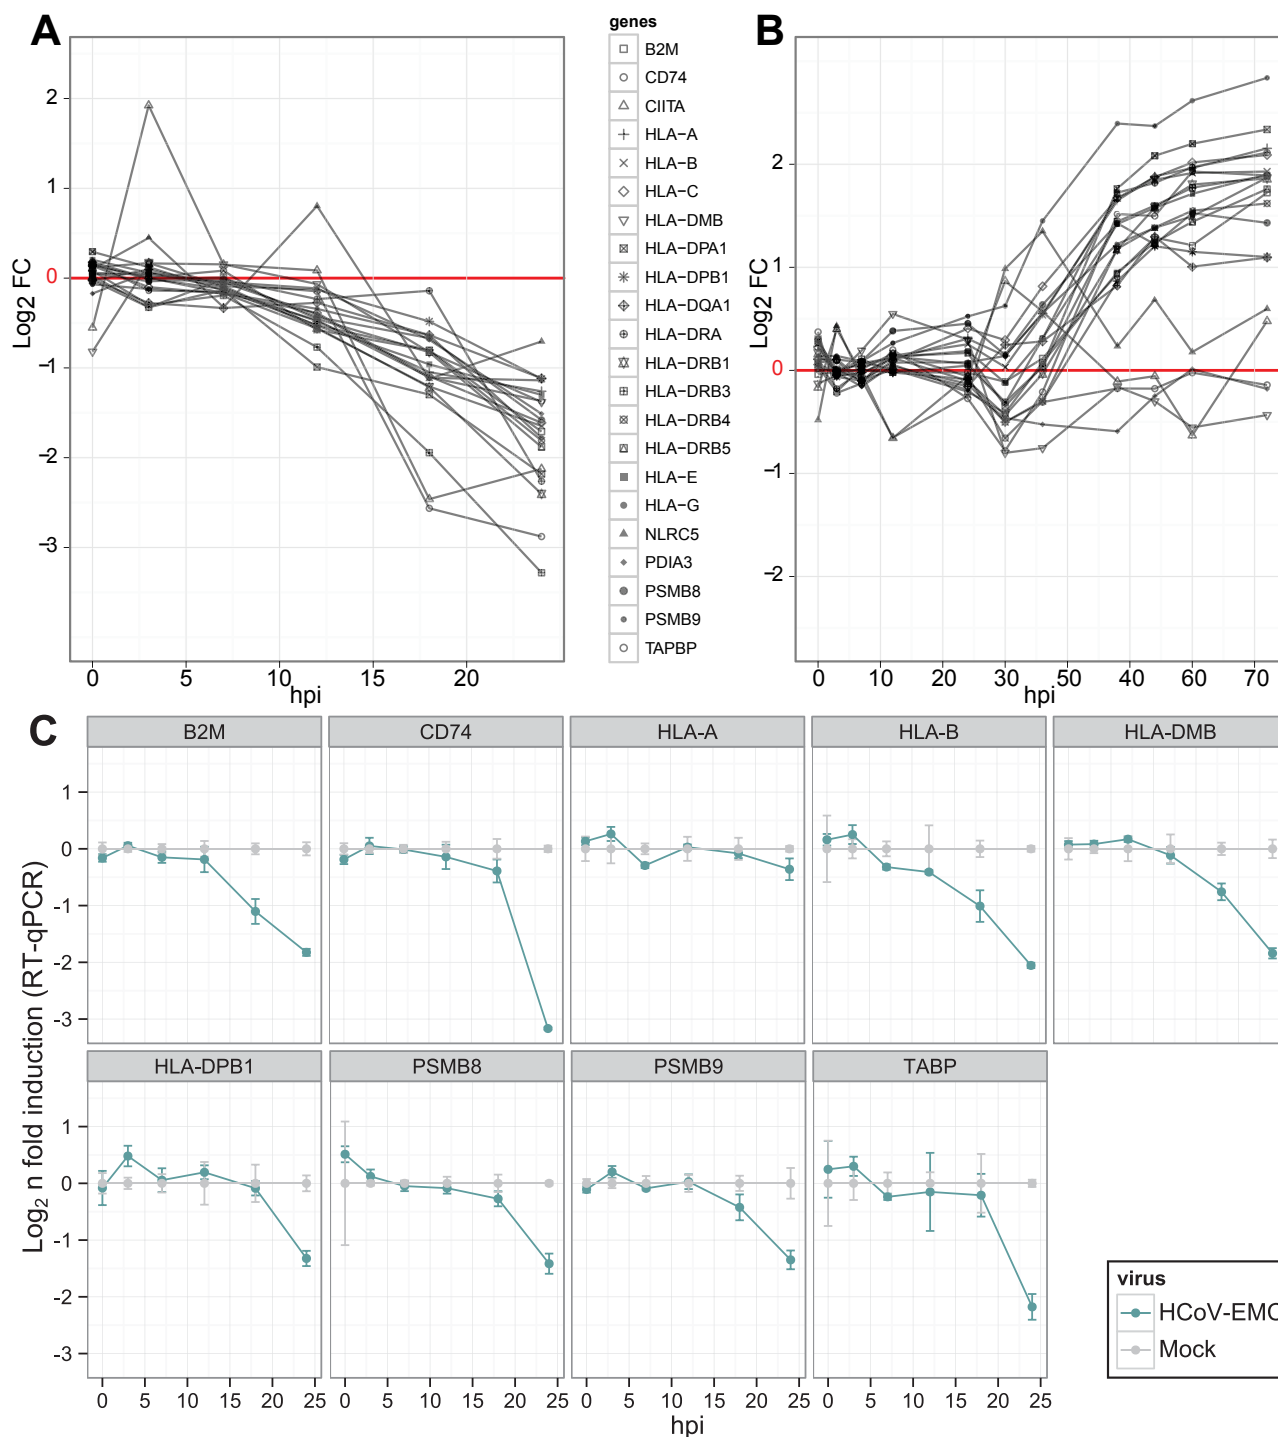 A
Log2 FC
2
1
0
−1
−2
−3
0
5
10
15
20
hpi
genes
B2M
CD74
CIITA
HLA−A
HLA−B
HLA−C
HLA−DMB
HLA−DPA1
HLA−DPB1
HLA−DQA1
HLA−DRA
HLA−DRB1
HLA−DRB3
HLA−DRB4
HLA−DRB5
HLA−E
HLA−G
NLRC5
PDIA3
PSMB8
PSMB9
TAPBP
B
Log2 FC
2
1
0
−1
−2
0
10
20
30
50
40
60
70
hpi
C
Log2 n fold induction (RT-qPCR)
B2M
CD74
HLA-A
HLA-B
HLA-DMB
1
0
-1
-2
-3
HLA-DPB1
PSMB8
PSMB9
TABP
1
0
-1
-2
-3
0 5 10 15 20 25
0 5 10 15 20 25
0 5 10 15 20 25
0 5 10 15 20 25
hpi
virus
HCoV-EMC
Mock